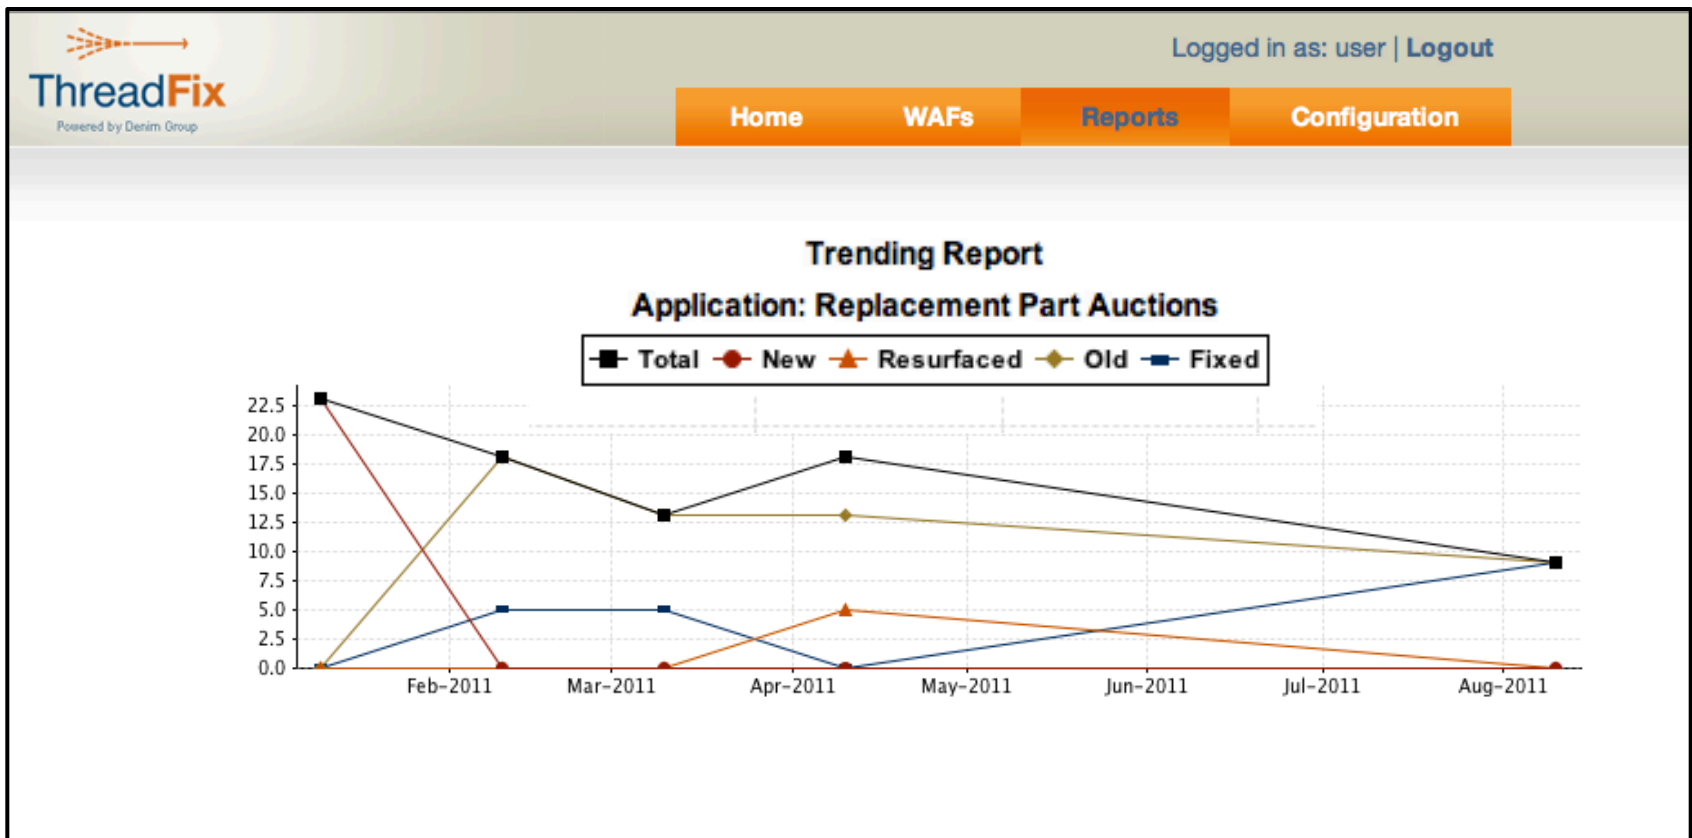 Logged in as: user | Logout
ThreadFix
Powered by Denim Group
Home WAFs Reports Configuration
Trending Report
Application: Replacement Part Auctions
Total New Resurfaced Old Fixed
22.5
20.0
17.5
15.0
12.5
10.0
7.5
5.0
2.5
0.0
Feb-2011 Mar-2011 Apr-2011 May-2011 Jun-2011 Jul-2011 Aug-2011